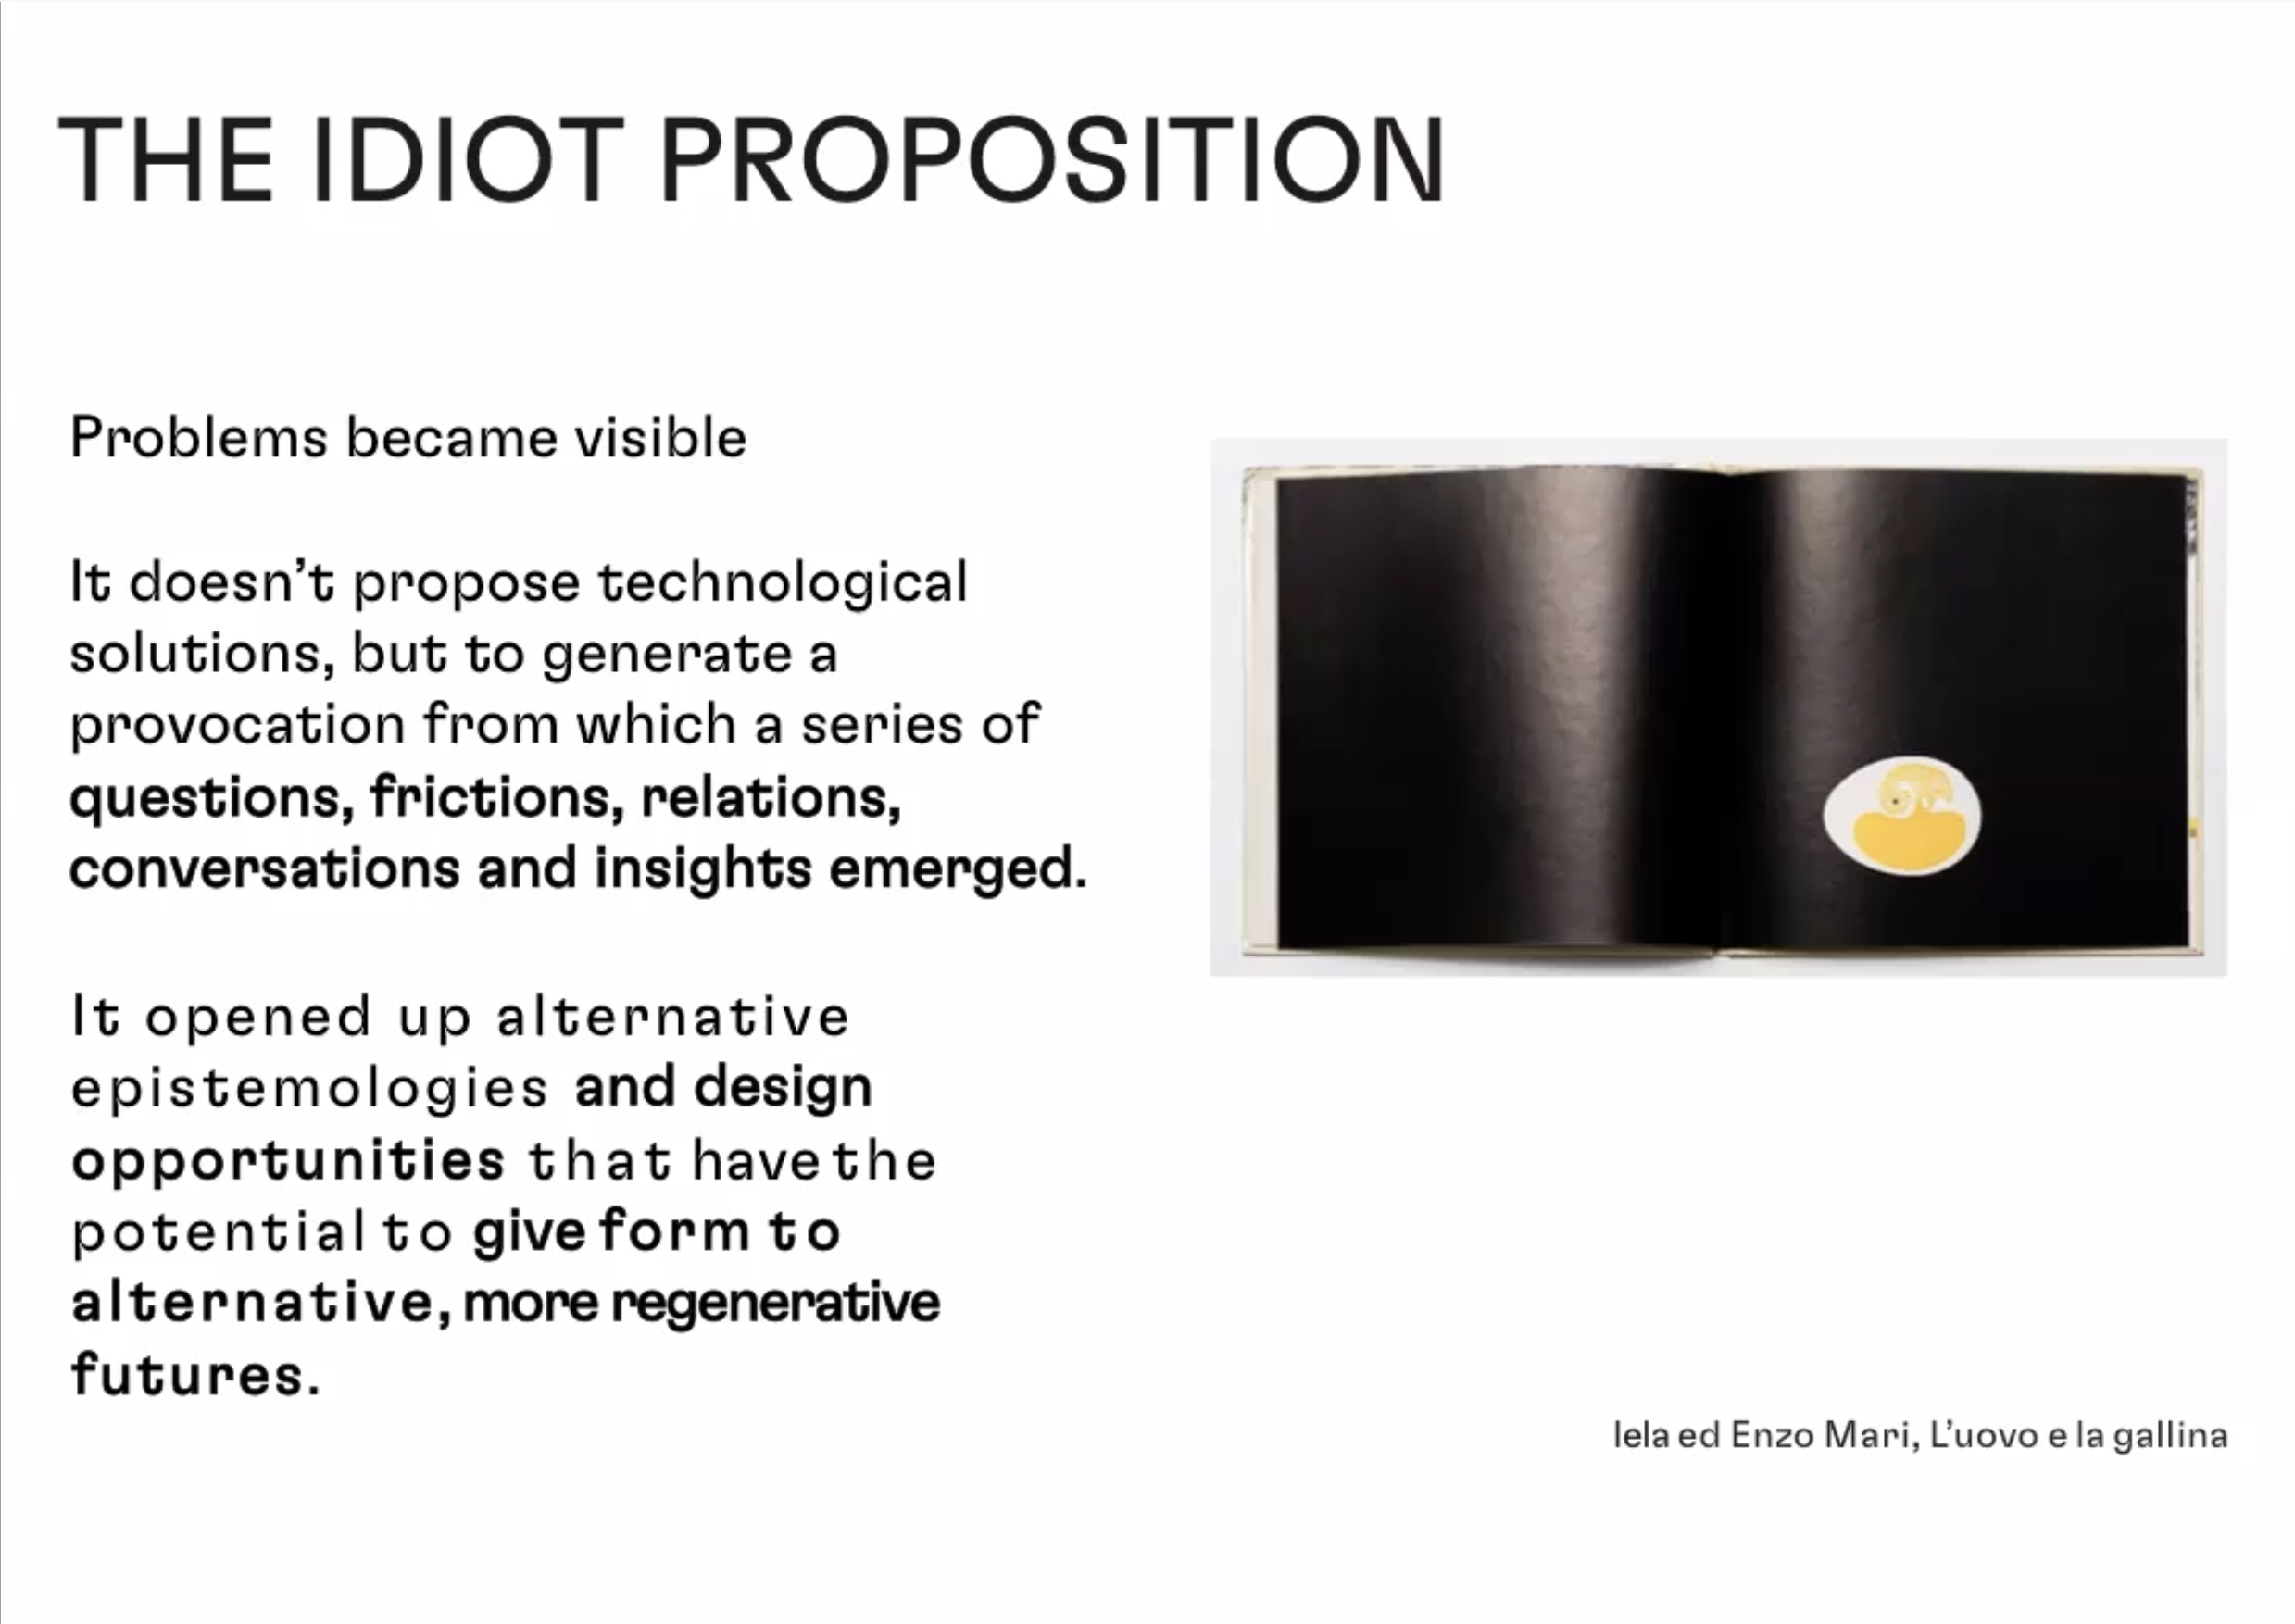 THE IDIOT PROPOSITION
Problems became visible
It doesn’t propose technological
solutions, but to generate a
provocation from which a series of
questions, frictions, relations,
conversations and insights emerged.
It opened up alternative
epistemologies and design
opportunities that have the
potential to give form to
alternative, more regenerative
futures.
Iela ed Enzo Mari, L’uovo e la gallina